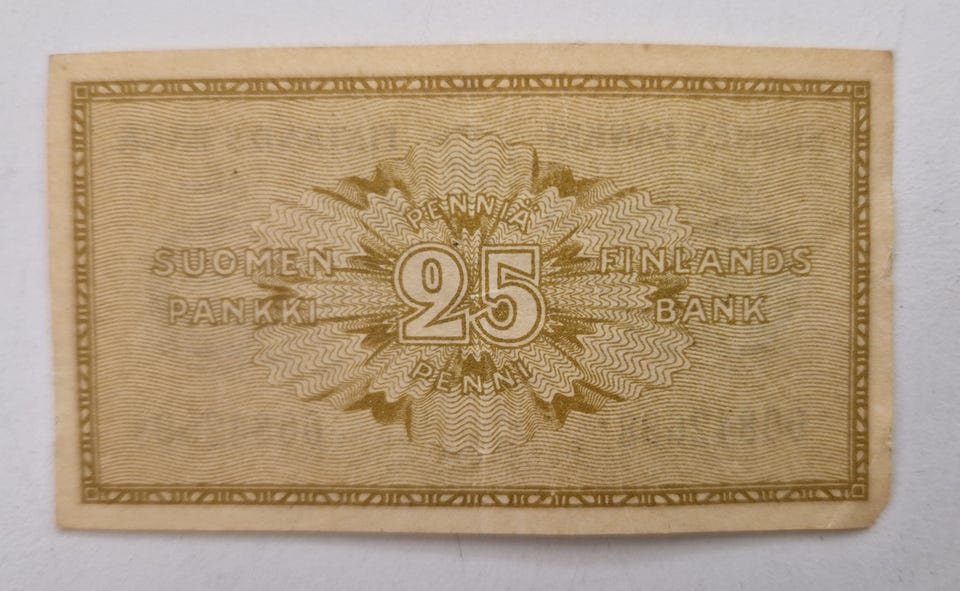 PENNIÄ
SUOMEN 25 FINLANDS
PANKKI BANK
PENNI